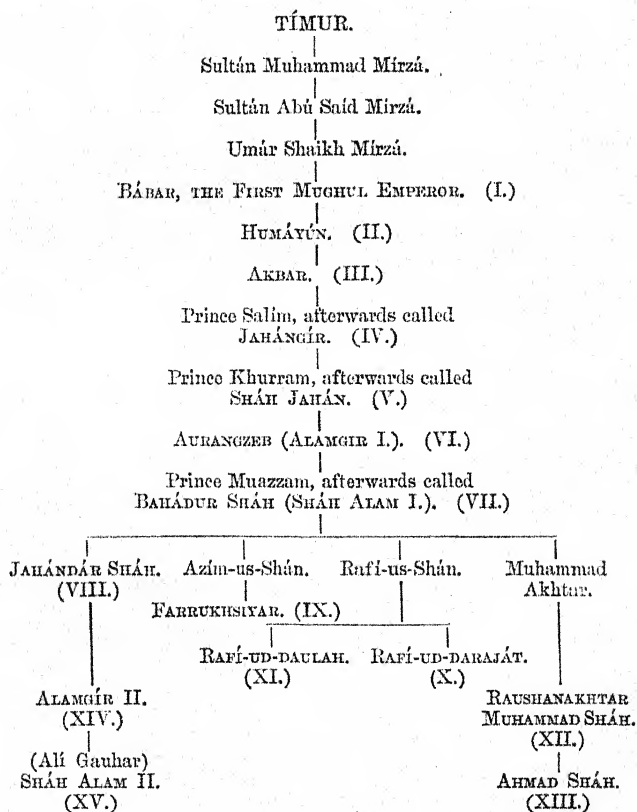 TÍMUR.
Sultán Muhammad Mírzá.
Sultán Abú Saíd Mírzá.
Umár Shaikh Mírzá.
BÁBAR, THE FIRST MUGHUL EMPEROR. (I.)
HUMÁYÚN. (II.)
AKBAR. (III.)
Prince Salím, afterwards called
JAHÁNGÍR. (IV.)
Prince Khurram, afterwards called
SHÁH JAHÁN. (V.)
AURANGZEB (ALAMGIR I.). (VI.)
Prince Muazzam, afterwards called
BAHÁDUR SHÁH (SHÁH ALAM I.). (VII.)
JAHÁNDÁR SHÁH. Azím-us-Shán. Rafí-us-Shán. Muhammad
(VIII.) Akhtar.
FARRUKHSIYAR. (IX.)
RAFÍ-UD-DAULAH. RAFÍ-UD-DARAJÁT.
(XI.) (X.)
ALAMGÍR II. RAUSHANAKHTAR
(XIV.) MUHAMMAD SHÁH.
(XII.)
(Alí Gauhar)
SHÁH ALAM II. AHMAD SHÁH.
(XV.) (XIII.)